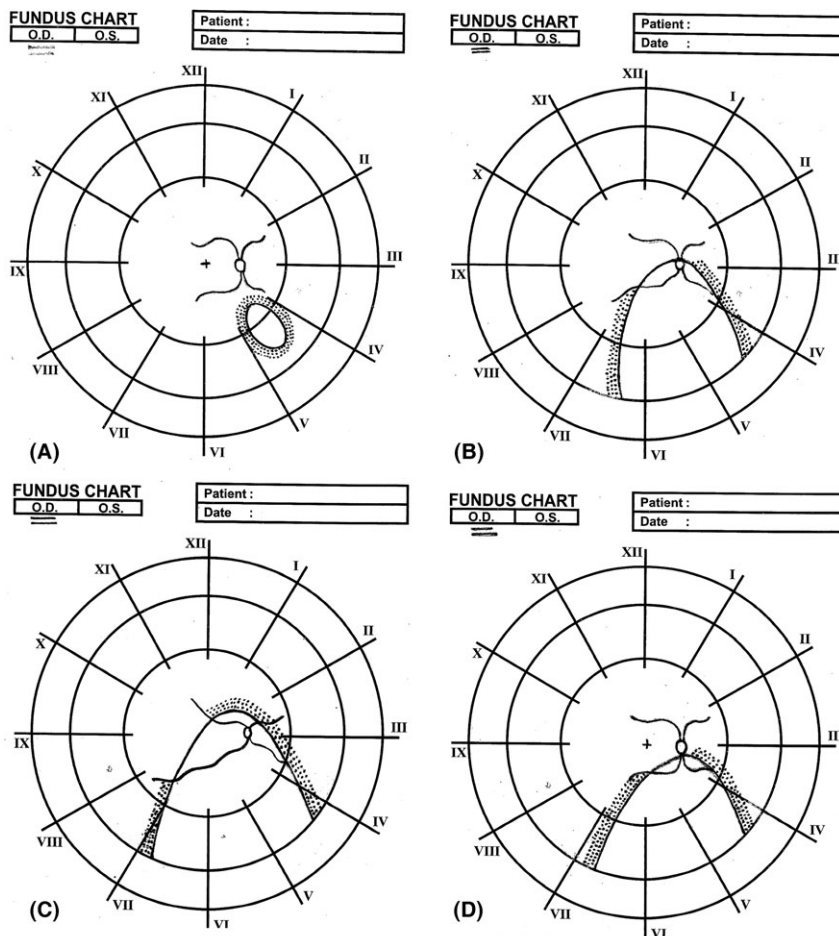 FUNDUS CHART
O.D. O.S.
Patient :
Date :
XII
XI I
X II
IX III
VIII IV
VII V
VI
(A)
FUNDUS CHART
O.D. O.S.
Patient :
Date :
XII
XI I
X II
IX II
VIII IV
VII V
VI
(B)
FUNDUS CHART
O.D. O.S.
Patient :
Date :
XII
XI I
X II
IX III
VIII IV
VII V
VI
(C)
FUNDUS CHART
O.D. O.S.
Patient :
Date :
XII
XI I
X II
IX II
VIII IV
VII V
VI
(D)